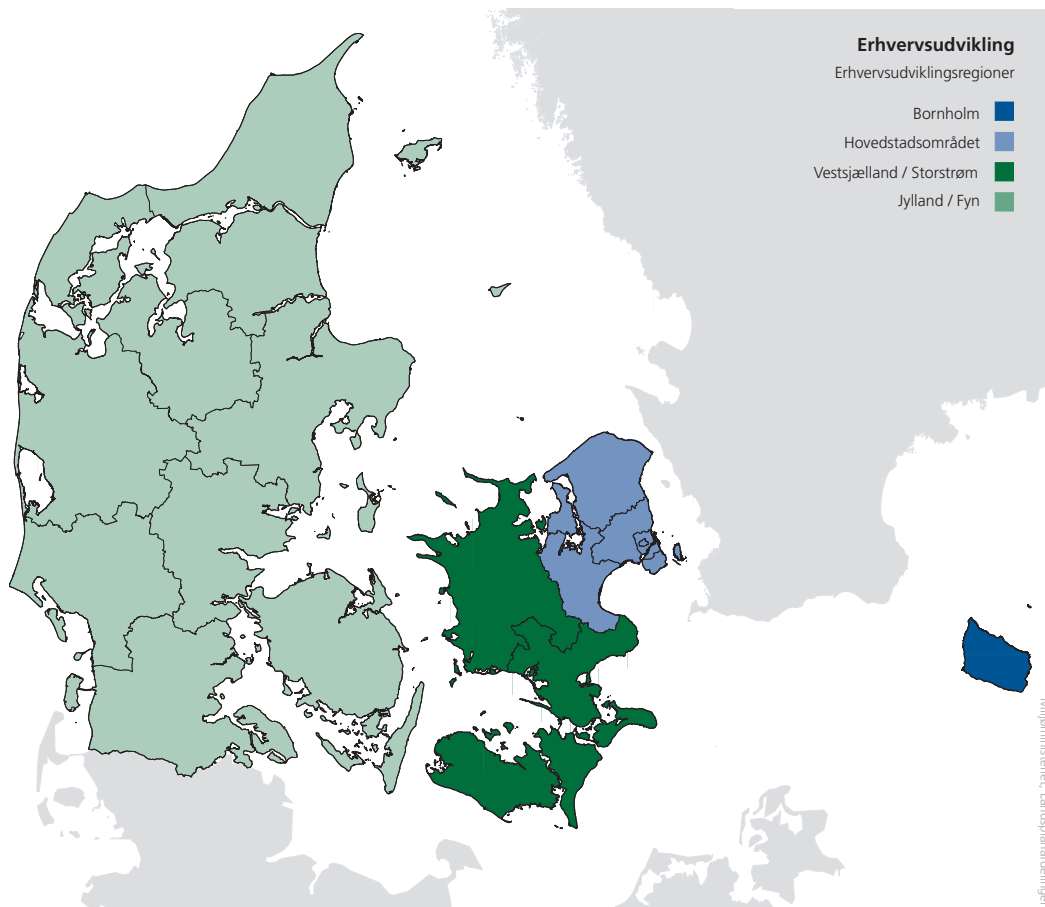 Erhvervsudvikling
Erhvervsudviklingsregioner
Bornholm
Hovedstadsområdet
Vestsjælland / Storstrøm
Jylland / Fyn